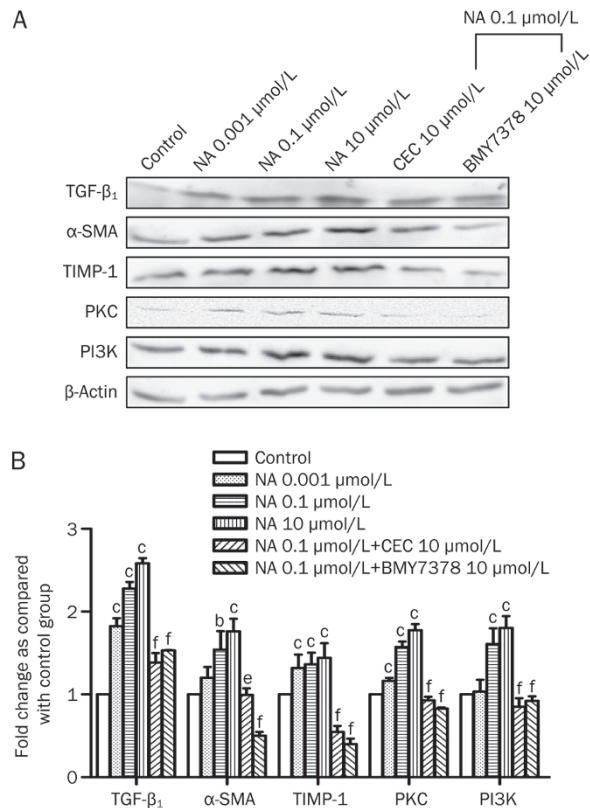 A
NA 0.1 µmol/L
Control
NA 0.001 µmol/L
NA 0.1 µmol/L
NA 10 µmol/L
CEC 10 µmol/L
BMY7378 10 µmol/L
TGF-β₁
α-SMA
TIMP-1
PKC
PI3K
β-Actin
B
Control
NA 0.001 µmol/L
NA 0.1 µmol/L
NA 10 µmol/L
NA 0.1 µmol/L+CEC 10 µmol/L
NA 0.1 µmol/L+BMY7378 10 µmol/L
Fold change as compared
with control group
3
2
1
0
c c c f f
b c e f
c c c f f
c c c f f
c c f f
TGF-β₁ α-SMA TIMP-1 PKC PI3K